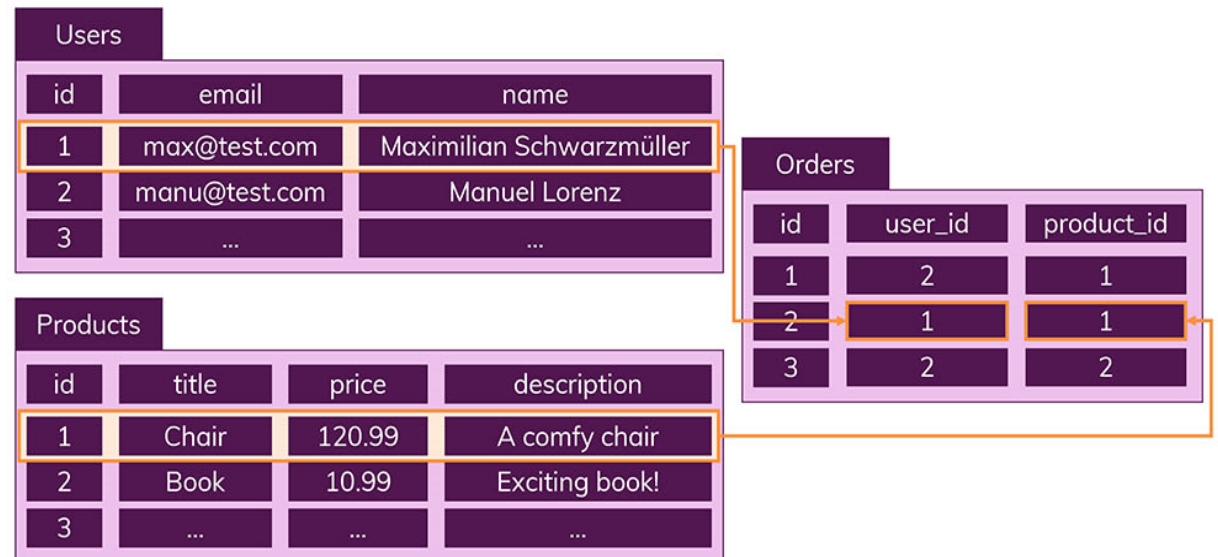 Users
id email name
1 max@test.com Maximilian Schwarzmüller
2 manu@test.com Manuel Lorenz
3 ... ...
Products
id title price description
1 Chair 120.99 A comfy chair
2 Book 10.99 Exciting book!
3 ... ... ...
Orders
id user_id product_id
1 2 1
2 1 1
3 2 2